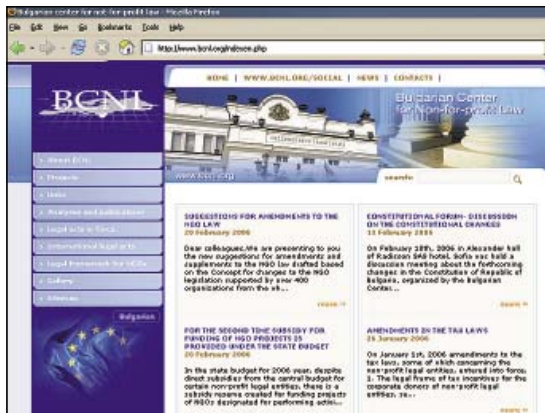 Bulgarian center for not-for-profit law - Mozilla Firefox
File Edit View Go Bookmarks Tools Help
http://www.bcnl.org/indexen.php
HOME | WWW.BCNL.ORG/SOCIAL | NEWS | CONTACTS |
BCNL
Bulgarian Center
for Non-for-profit Law
www.bcnl.org
search:
> About BCNL
> Projects
> Links
> Analyses and publications
> Legal acts in force
> International legal acts
> Legal framework for NGOs
> Gallery
> Sitemap
Bulgarian
SUGGESTIONS FOR AMENDMENTS TO THE
NGO LAW
20 February 2006
Dear colleagues,We are presenting to you
the new suggestions for amendments and
supplements to the NGO law drafted based
on the Concept for changes to the NGO
legislation supported by over 400
organizations from the wh...
more »
CONSTITUTIONAL FORUM- DISCUSSION
ON THE CONSTITUTIONAL CHANGES
13 February 2006
On February 18th, 2006 in Alexander hall
of Radisson SAS hotel, Sofia was hold a
discussion meeting about the forthcoming
changes in the Constitution of Republic of
Bulgaria, organized by the Bulgarian
Center...
more »
FOR THE SECOND TIME SUBSIDY FOR
FUNDING OF NGO PROJECTS IS
PROVIDED UNDER THE STATE BUDGET
20 February 2006
In the state budget for 2006 year, despite
direct subsidies from the central budget for
certain non-profit legal entities, there is a
subsidy reserve created for funding projects
of NGOs designated for performing activi...
AMENDMENTS IN THE TAX LAWS
26 January 2006
On January 1st, 2006 amendments to the
tax laws, some of which concerning the
non-profit legal entities, entered into force.
1. The legal frame of tax incentives for the
corporate donors of non-profit legal
entities, se...
more »